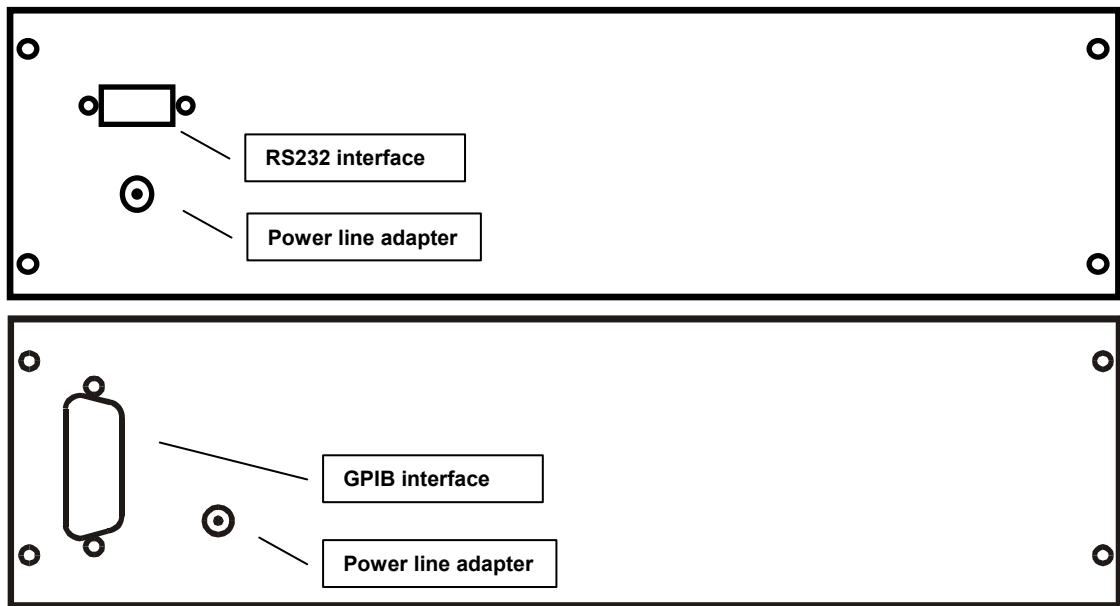 RS232 interface
Power line adapter
GPIB interface
Power line adapter